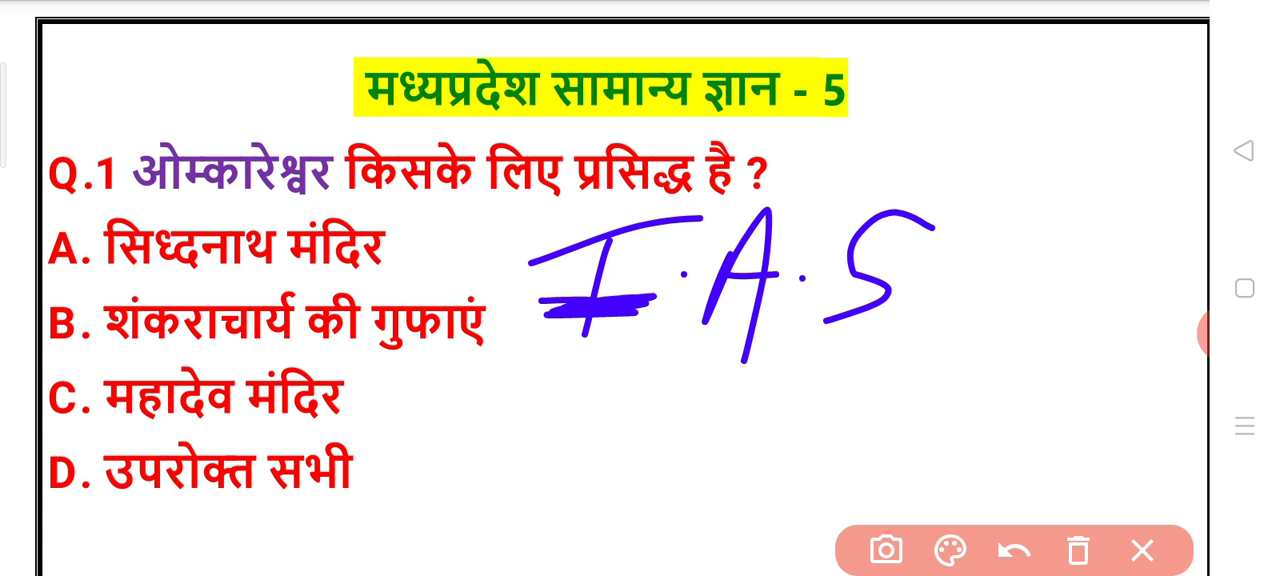 मध्यप्रदेश सामान्य ज्ञान - 5
Q.1 ओम्कारेश्वर किसके लिए प्रसिद्ध है ?
A. सिध्दनाथ मंदिर
I.A.S
B. शंकराचार्य की गुफाएं
C. महादेव मंदिर
D. उपरोक्त सभी